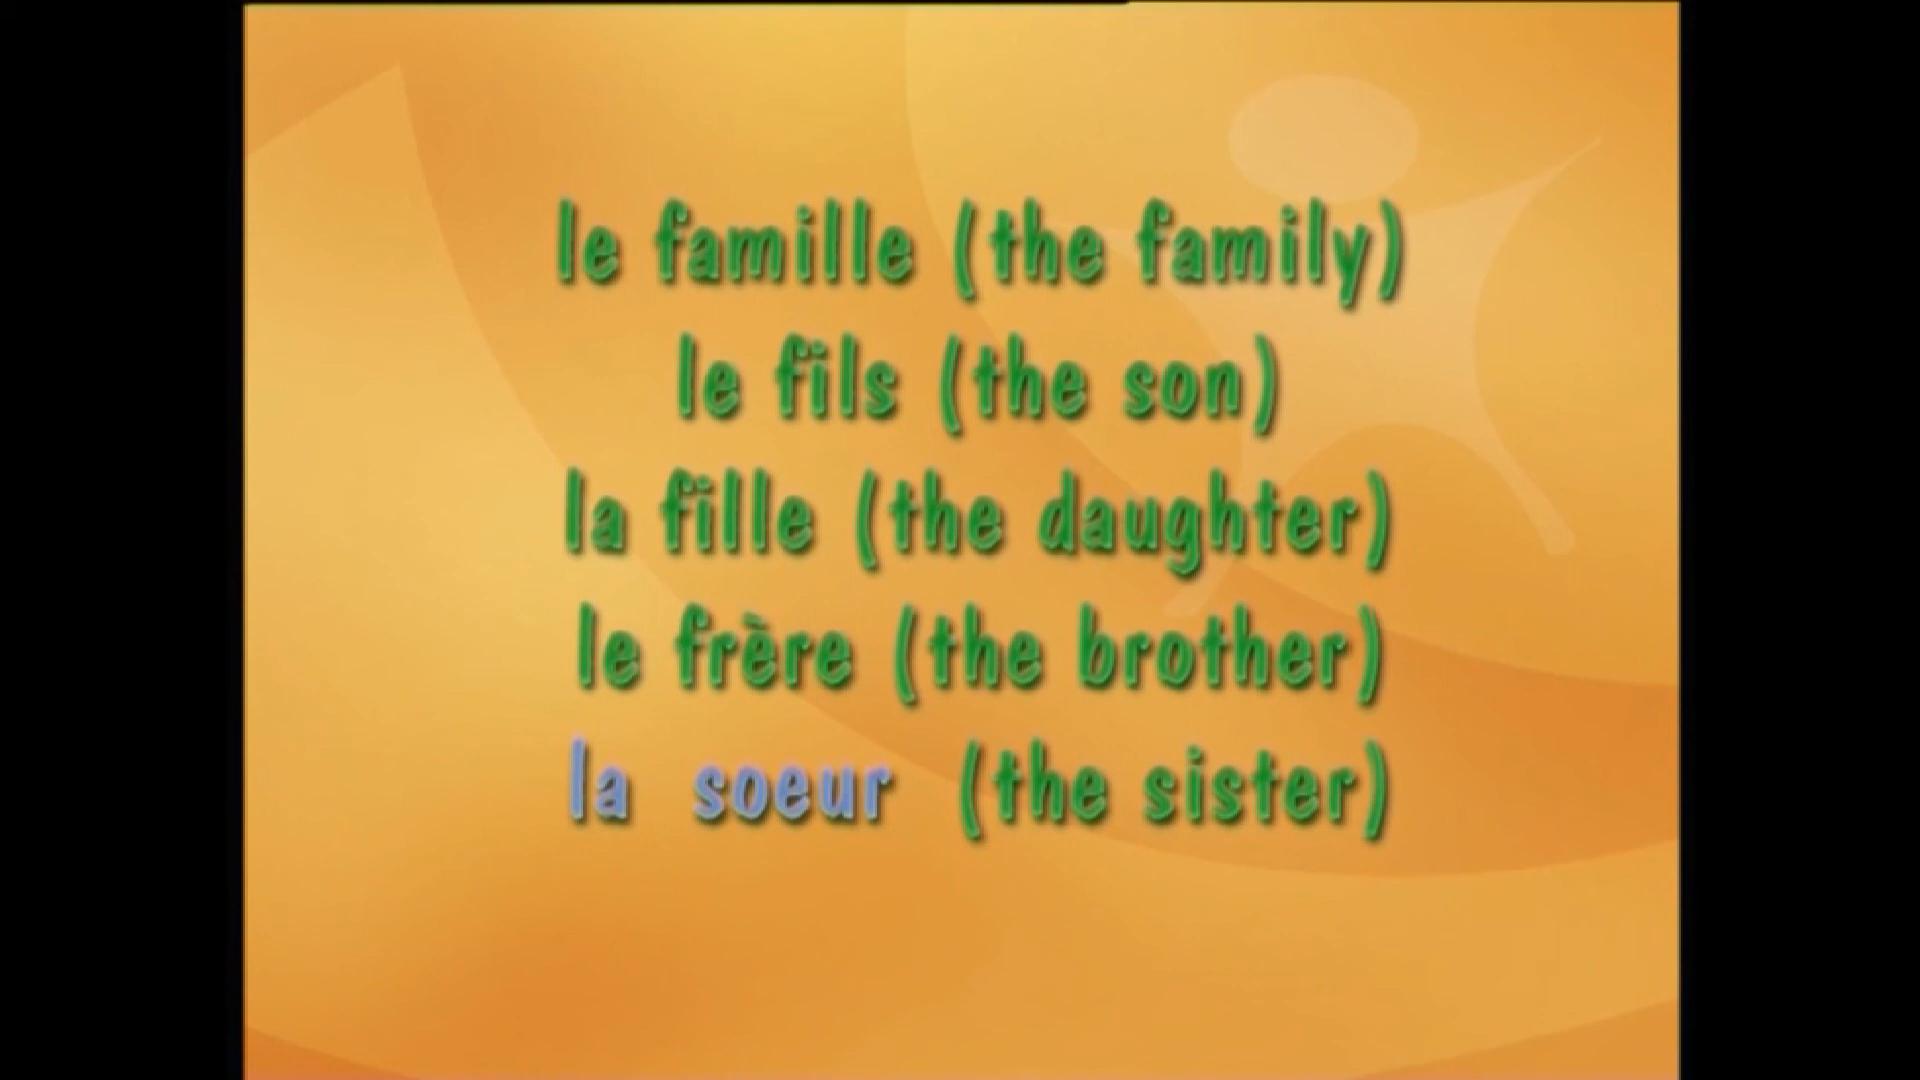 le famille (the family)
le fils (the son)
la fille (the daughter)
le frère (the brother)
la soeur (the sister)